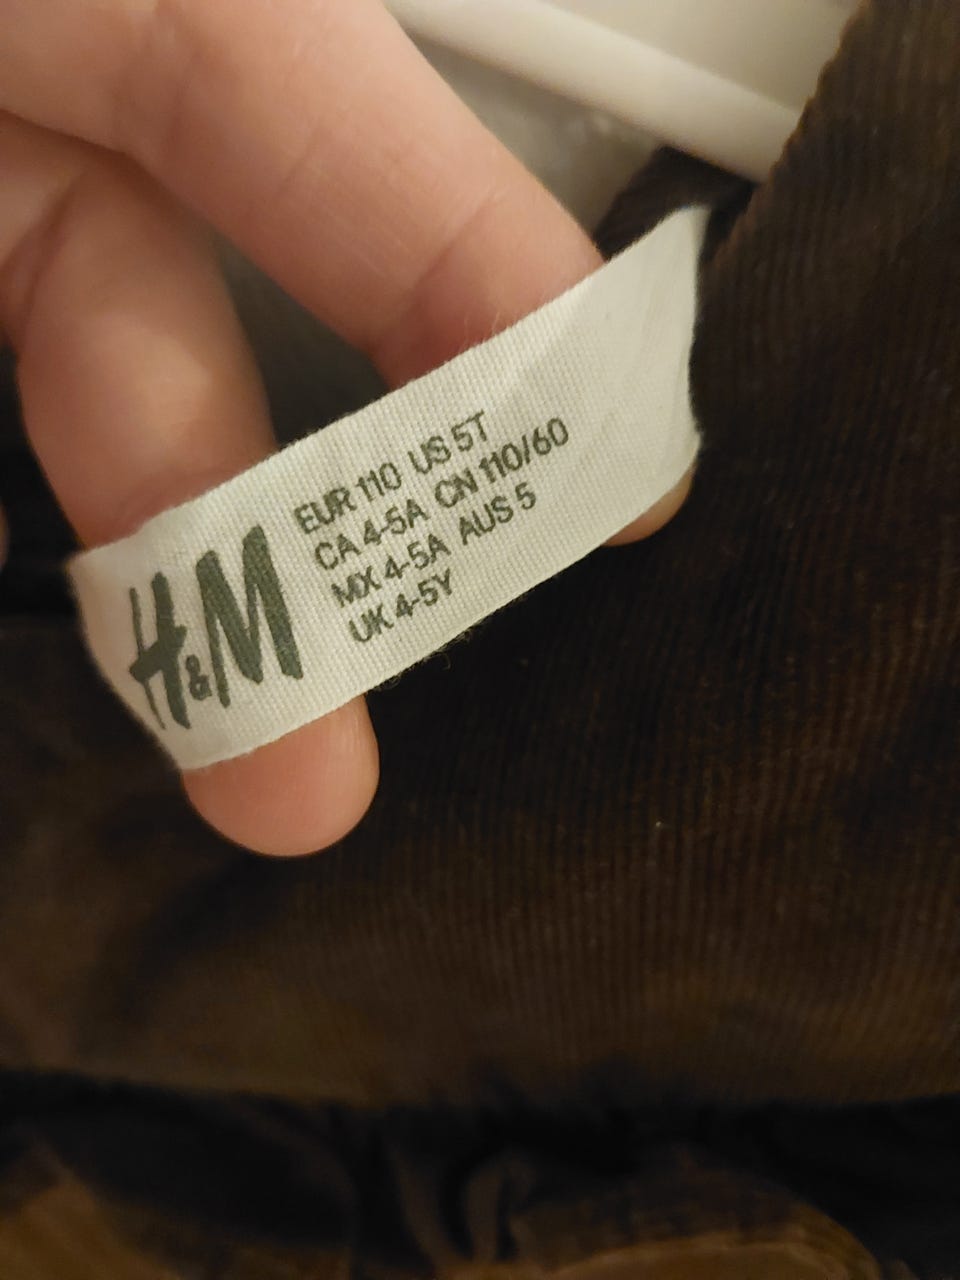 H&M
EUR 110 US 5T
CA 4-5A CN 110/60
MX 4-5A AUS 5
UK 4-5Y